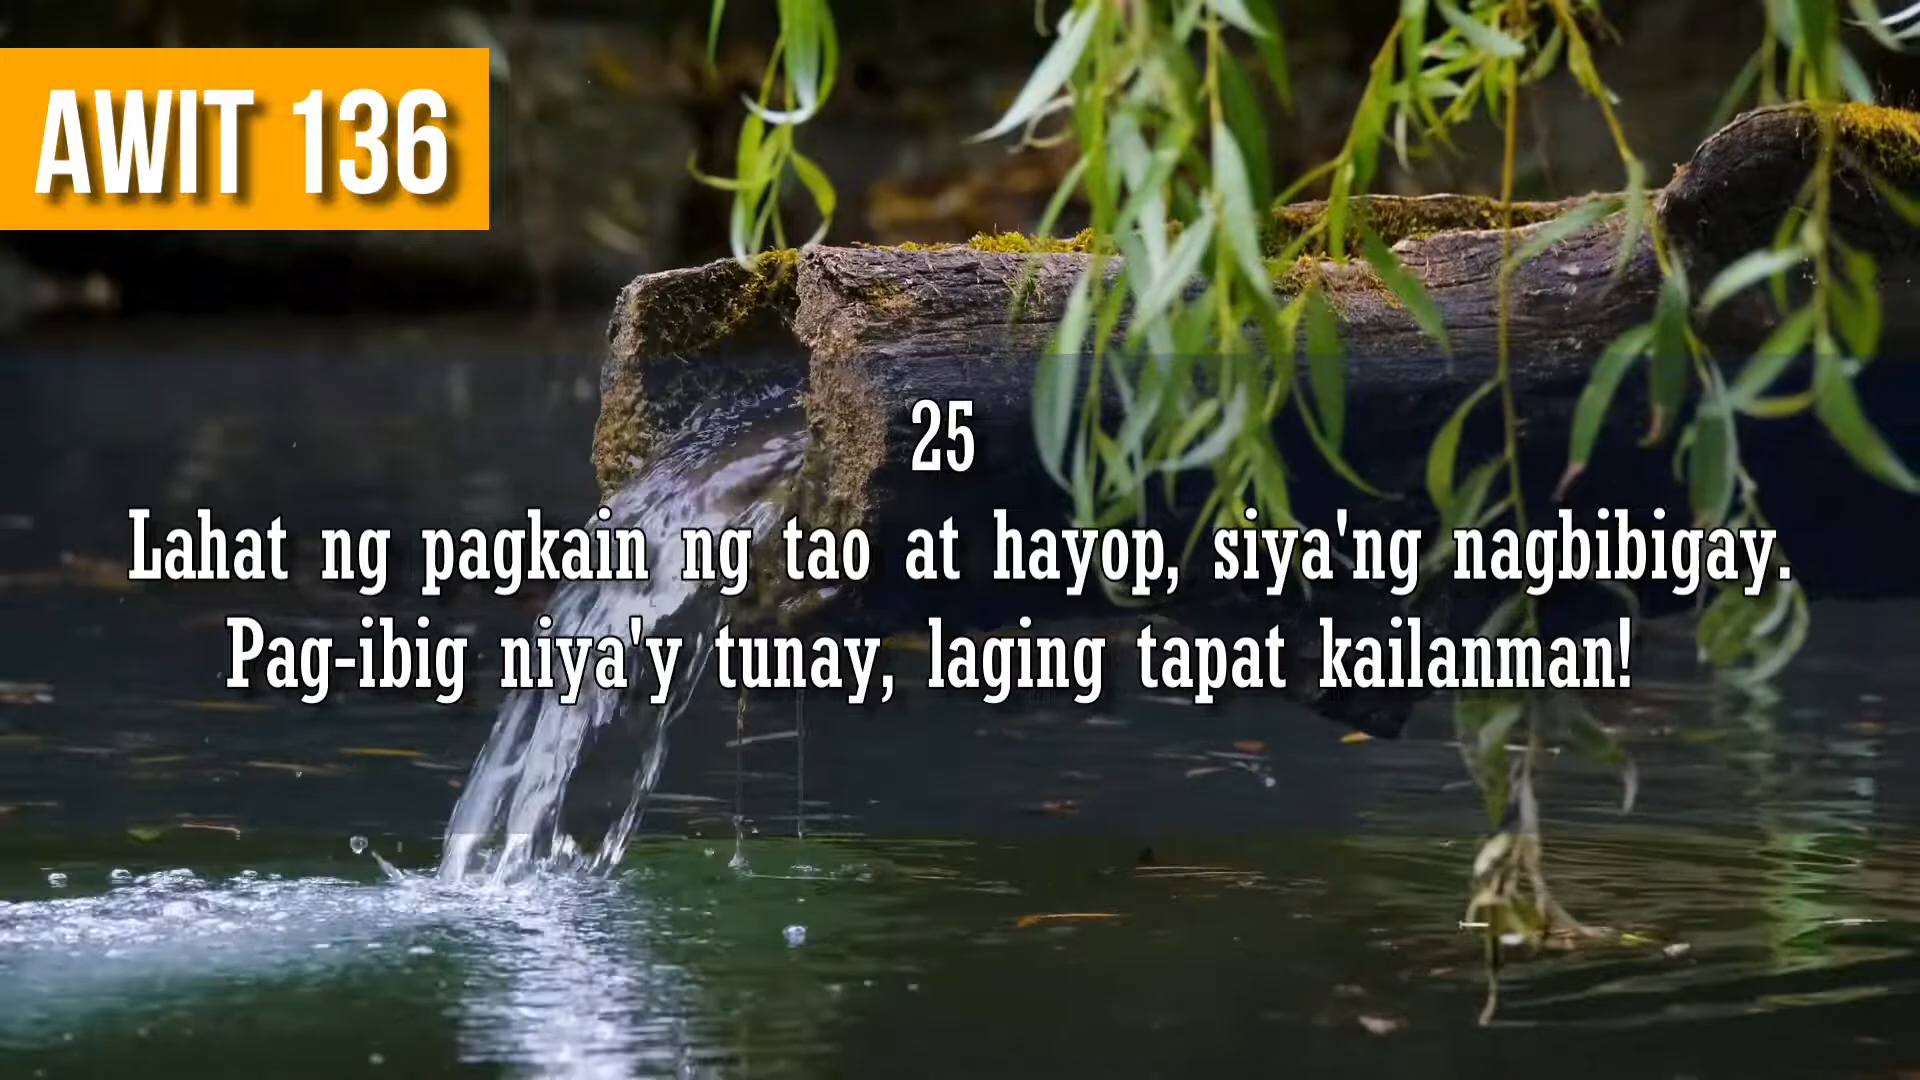 AWIT 136
25
Lahat ng pagkain ng tao at hayop, siya'ng nagbibigay.
Pag-ibig niya'y tunay, laging tapat kailanman!